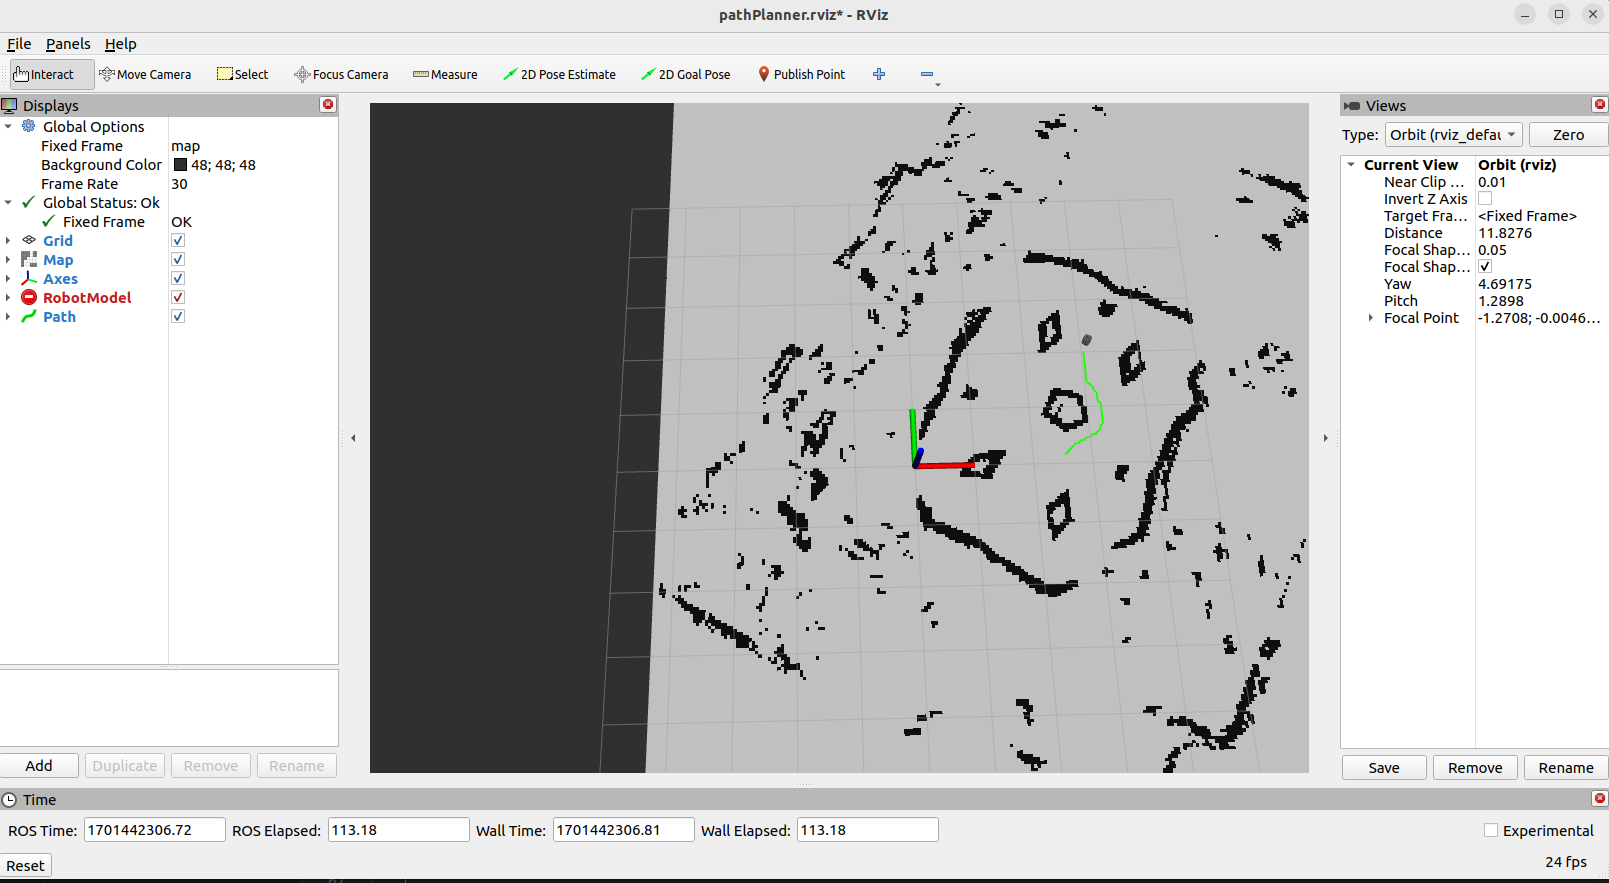 pathPlanner.rviz* - RViz
File Panels Help
Interact Move Camera Select Focus Camera Measure 2D Pose Estimate 2D Goal Pose Publish Point
Displays
Global Options
Fixed Frame map
Background Color 48; 48; 48
Frame Rate 30
Global Status: Ok
Fixed Frame OK
Grid
Map
Axes
RobotModel
Path
Add Duplicate Remove Rename
Views
Type: Orbit (rviz_defau Zero
Current View Orbit (rviz)
Near Clip ... 0.01
Invert Z Axis
Target Fra... <Fixed Frame>
Distance 11.8276
Focal Shap... 0.05
Focal Shap...
Yaw 4.69175
Pitch 1.2898
Focal Point -1.2708; -0.0046...
Save Remove Rename
Time
ROS Time: 1701442306.72 ROS Elapsed: 113.18 Wall Time: 1701442306.81 Wall Elapsed: 113.18 Experimental
Reset 24 fps